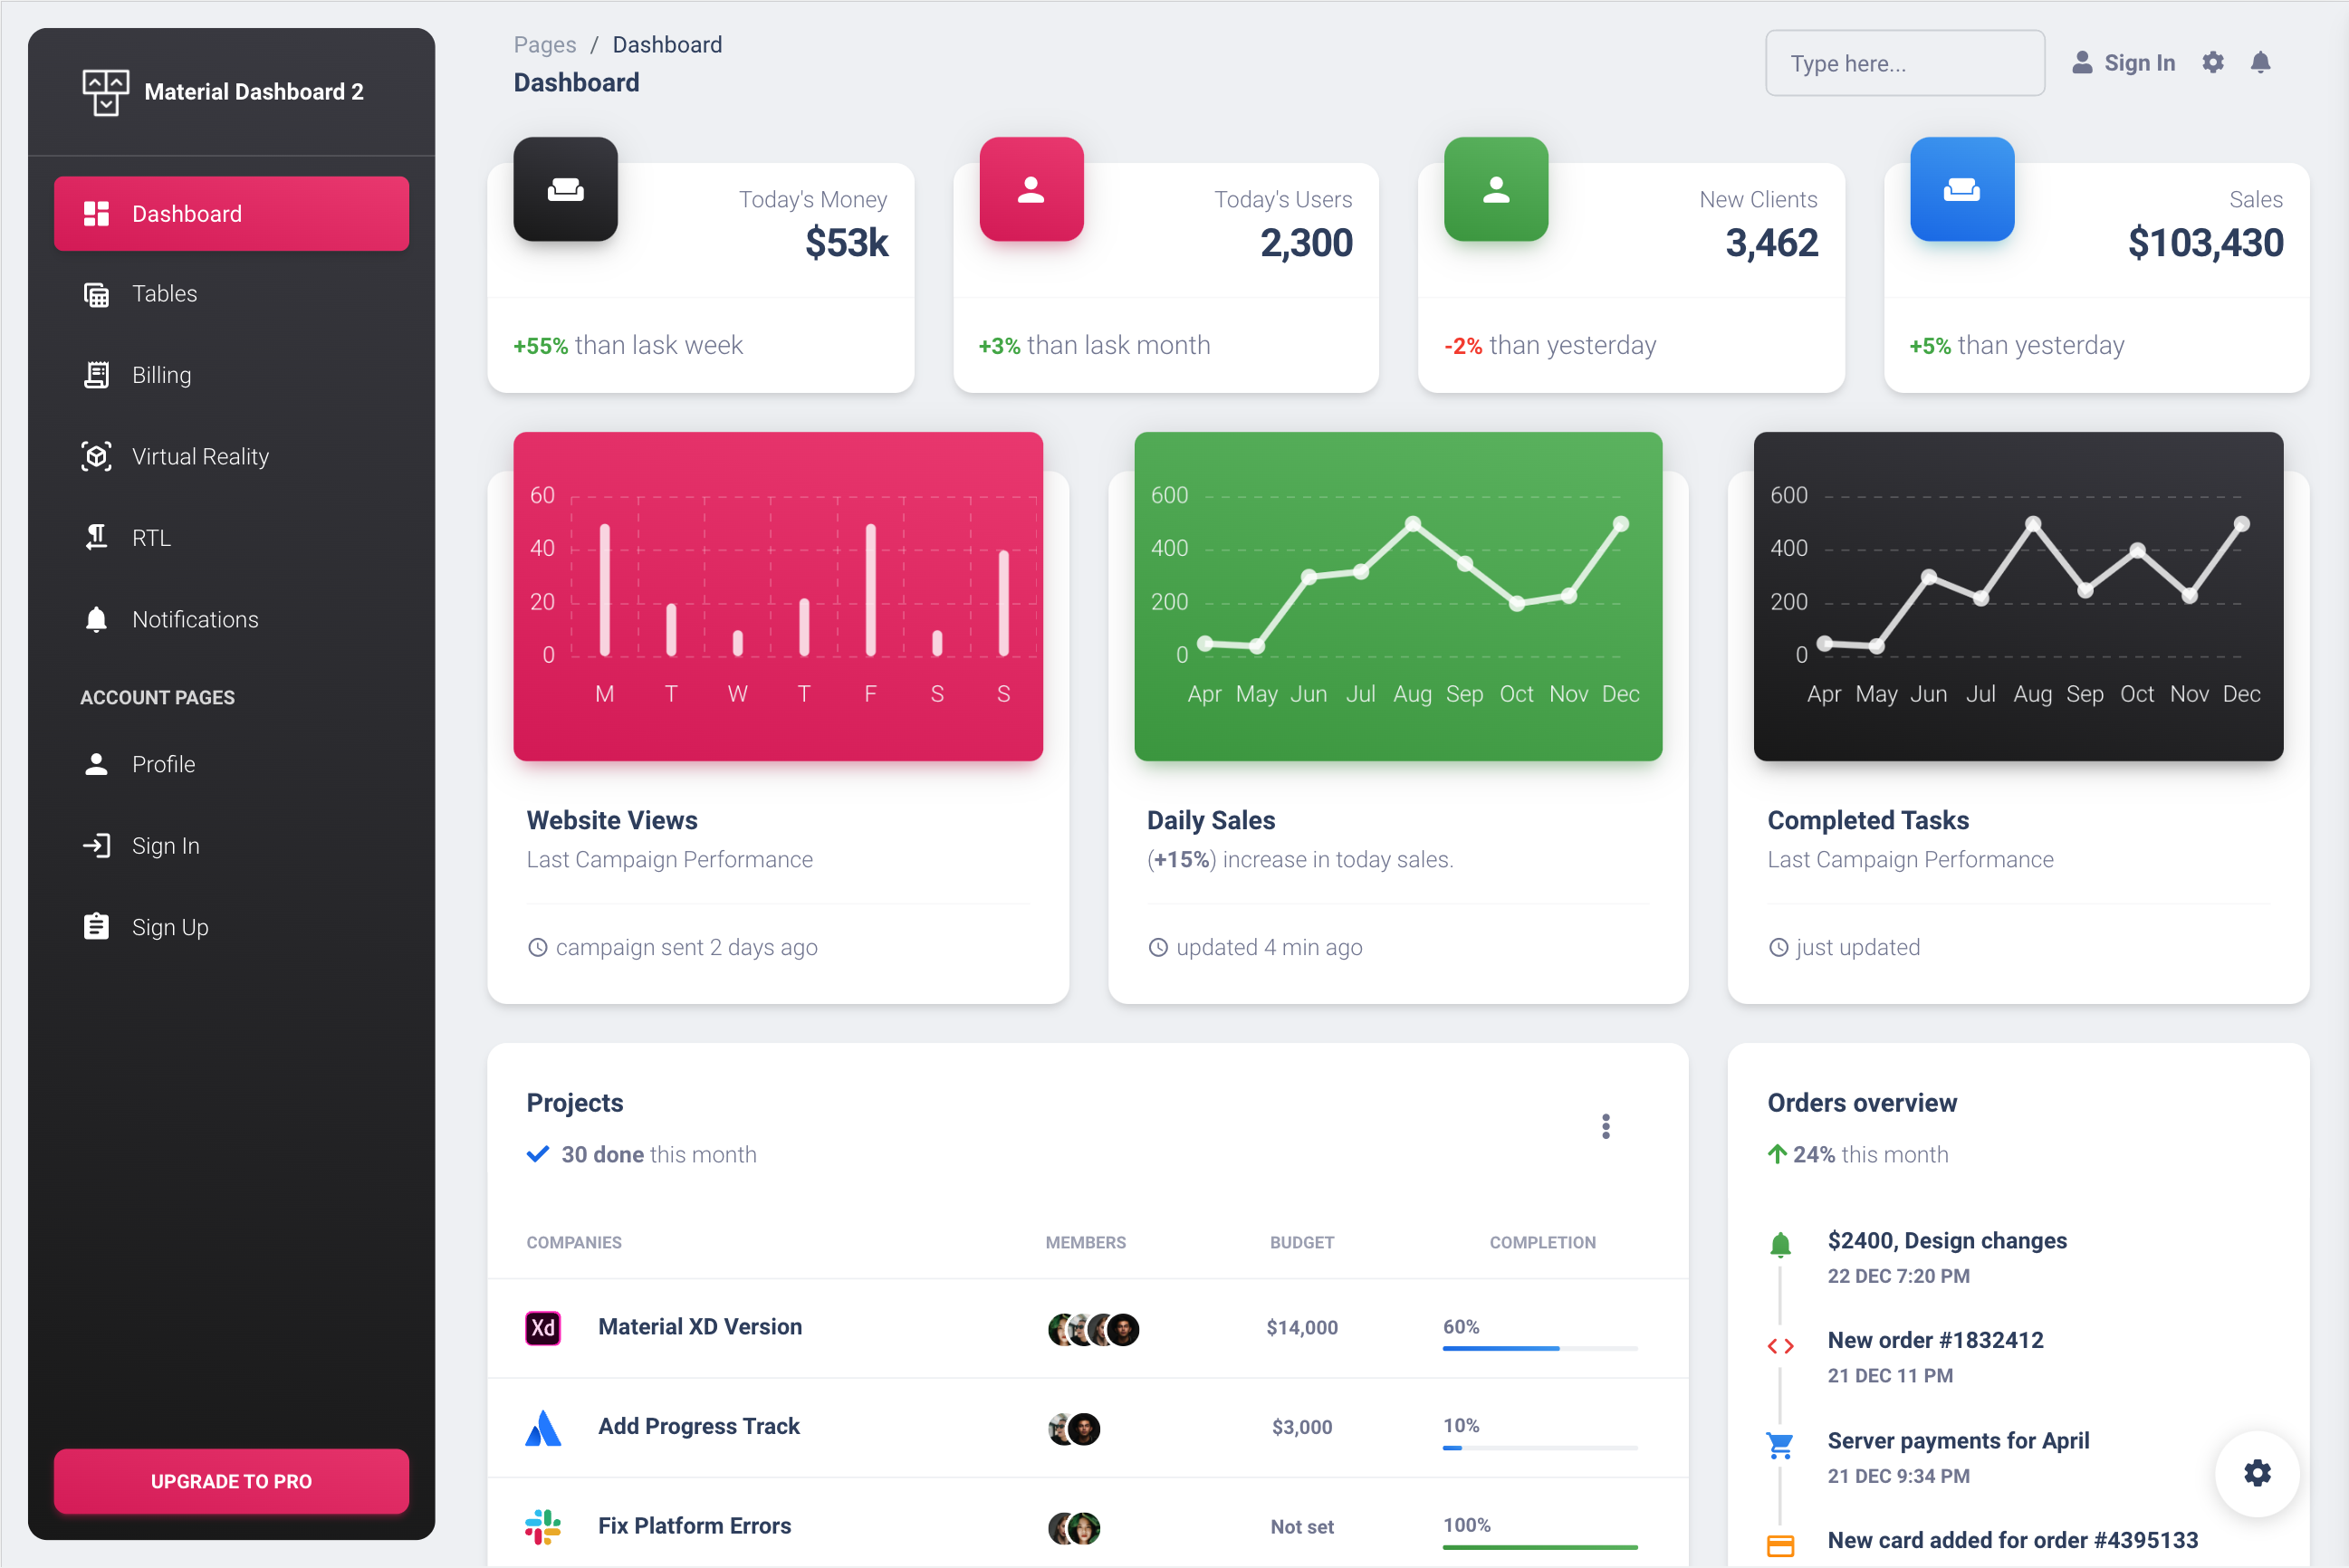 Material Dashboard 2
Dashboard
Tables
Billing
Virtual Reality
RTL
Notifications
ACCOUNT PAGES
Profile
Sign In
Sign Up
UPGRADE TO PRO
Pages / Dashboard
Dashboard
Type here...
Sign In
Today's Money
$53k
+55% than lask week
Today's Users
2,300
+3% than lask month
New Clients
3,462
-2% than yesterday
Sales
$103,430
+5% than yesterday
60
40
20
0
M T W T F S S
Website Views
Last Campaign Performance
campaign sent 2 days ago
600
400
200
0
Apr May Jun Jul Aug Sep Oct Nov Dec
Daily Sales
(+15%) increase in today sales.
updated 4 min ago
600
400
200
0
Apr May Jun Jul Aug Sep Oct Nov Dec
Completed Tasks
Last Campaign Performance
just updated
Projects
30 done this month
COMPANIES MEMBERS BUDGET COMPLETION
Xd Material XD Version $14,000 60%
Add Progress Track $3,000 10%
Fix Platform Errors Not set 100%
Orders overview
24% this month
$2400, Design changes
22 DEC 7:20 PM
New order #1832412
21 DEC 11 PM
Server payments for April
21 DEC 9:34 PM
New card added for order #4395133